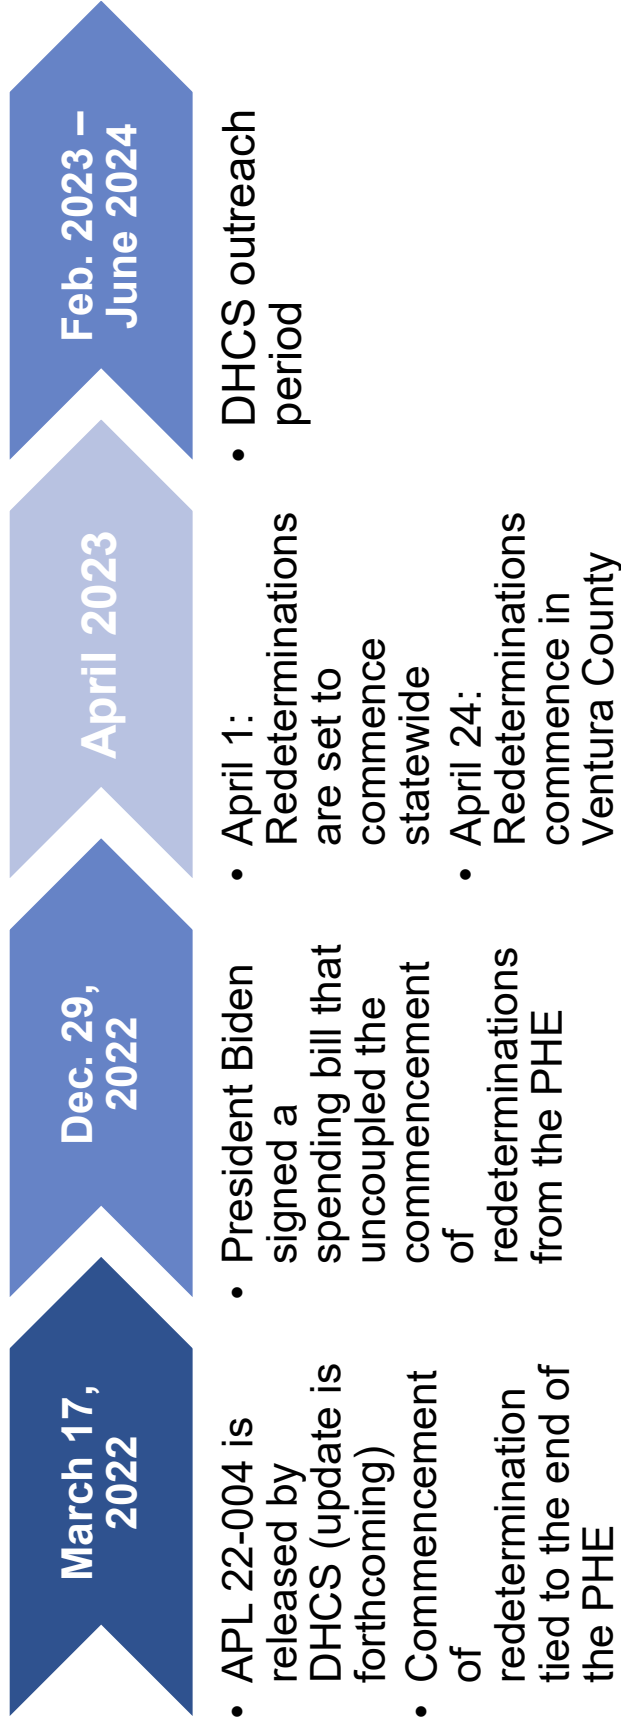 March 17,
2022
• APL 22-004 is
released by
DHCS (update is
forthcoming)
• Commencement
of
redetermination
tied to the end of
the PHE
Dec. 29,
2022
• President Biden
signed a
spending bill that
uncoupled the
commencement
of
redeterminations
from the PHE
April 2023
• April 1:
Redeterminations
are set to
commence
statewide
• April 24:
Redeterminations
commence in
Ventura County
Feb. 2023 –
June 2024
• DHCS outreach
period